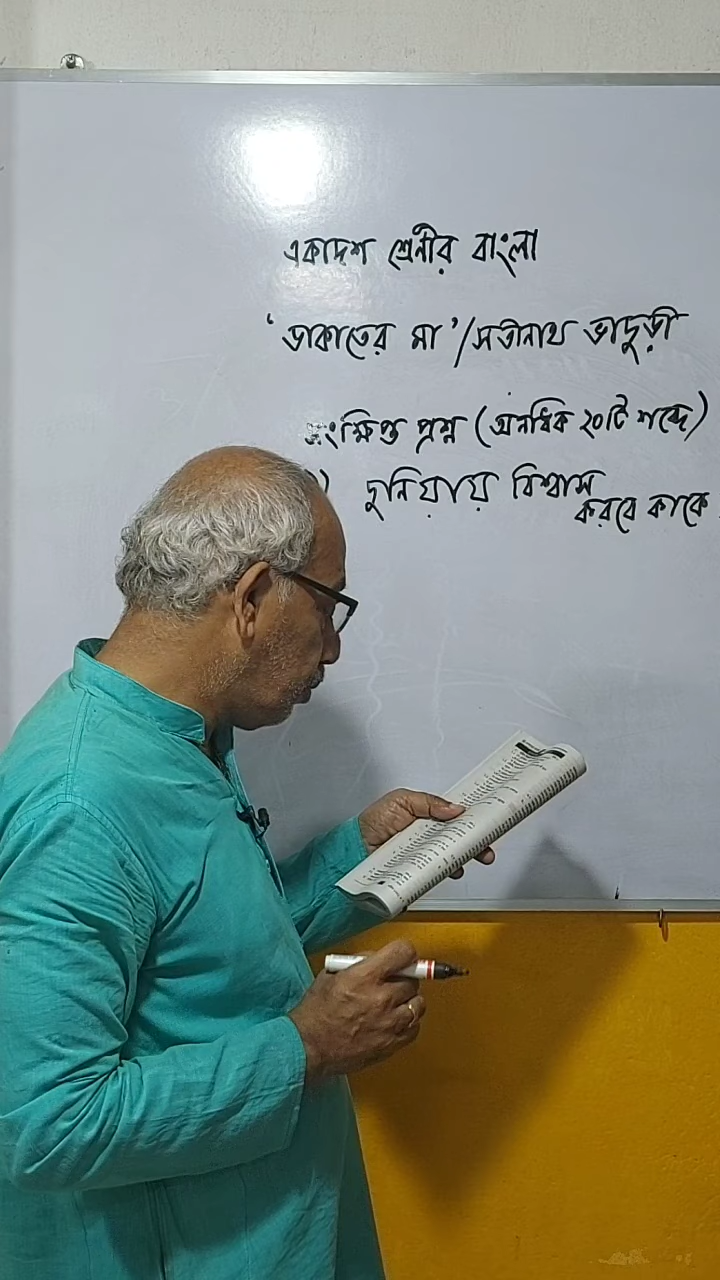 একাদশ শ্রেনীর বাংলা
'ডাকাতের মা'/সতীনাথ ভাদুড়ী
সংক্ষিপ্ত প্রশ্ন (অনধিক ২০টি শব্দে)
) দুনিয়ায় বিশ্বাস
করবে কাকে